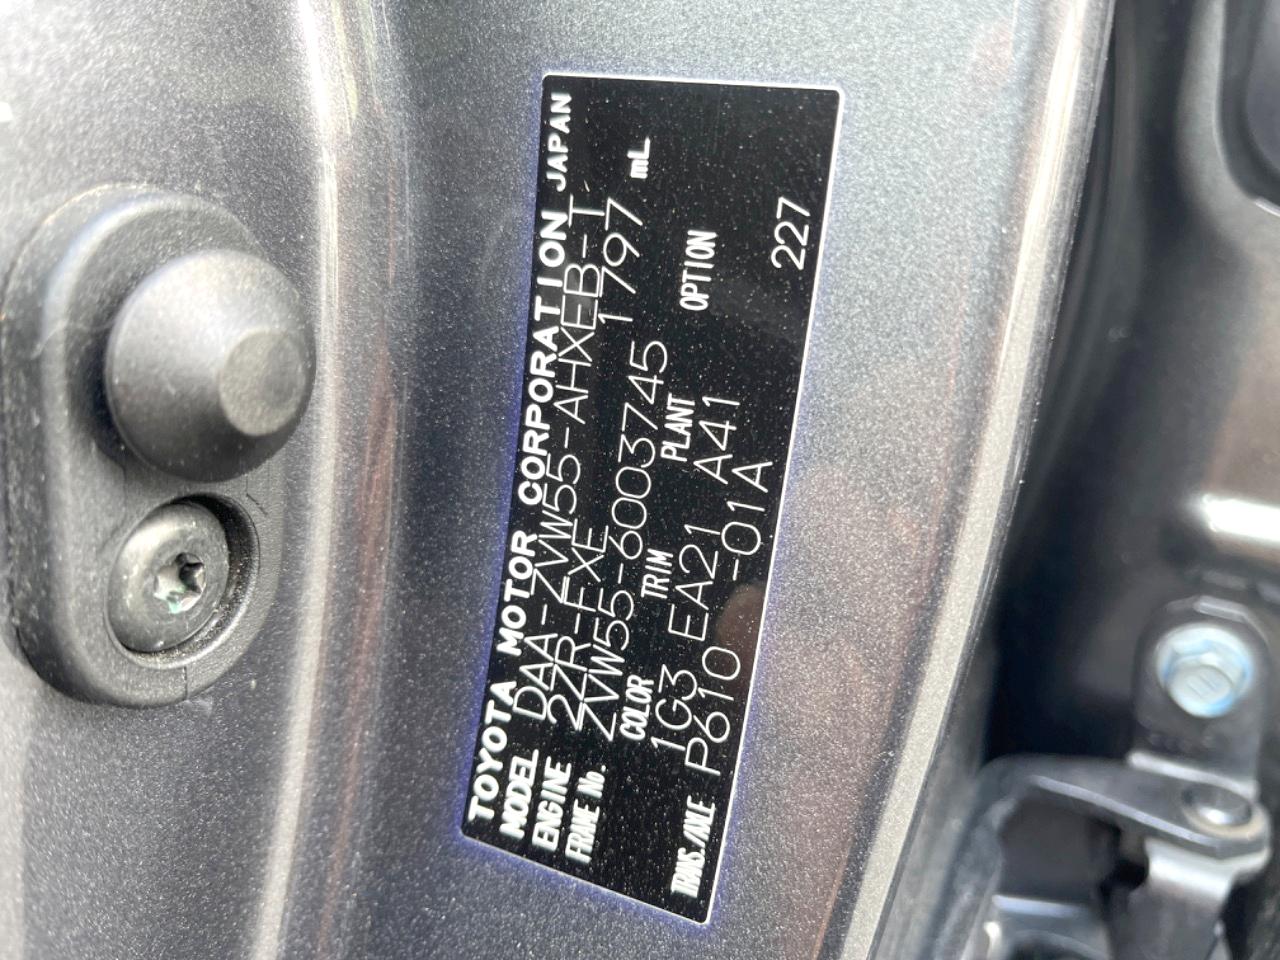 TOYOTA MOTOR CORPORATION JAPAN
MODEL DAA-ZVW55-AHXEB-T
ENGINE 2ZR-FXE 1797 mL
FRAME No. ZVW55-6003745
COLOR TRIM PLANT OPTION
1G3 EA21 A41
TRANS./AXLE P610 -01A 227